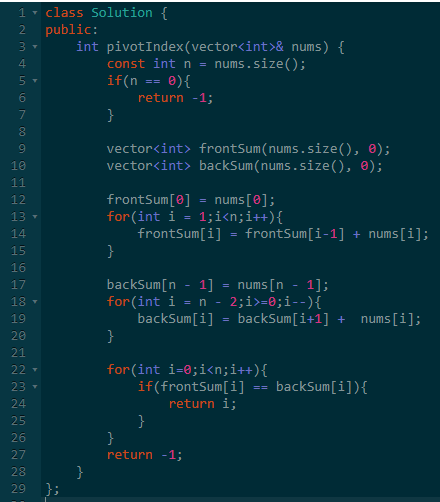 1 class Solution {
2 public:
3     int pivotIndex(vector<int>& nums) {
4         const int n = nums.size();
5         if(n == 0){
6             return -1;
7         }
8
9         vector<int> frontSum(nums.size(), 0);
10         vector<int> backSum(nums.size(), 0);
11
12         frontSum[0] = nums[0];
13         for(int i = 1;i<n;i++){
14             frontSum[i] = frontSum[i-1] + nums[i];
15         }
16
17         backSum[n - 1] = nums[n - 1];
18         for(int i = n - 2;i>=0;i--){
19             backSum[i] = backSum[i+1] +  nums[i];
20         }
21
22         for(int i=0;i<n;i++){
23             if(frontSum[i] == backSum[i]){
24                 return i;
25             }
26         }
27         return -1;
28     }
29 };